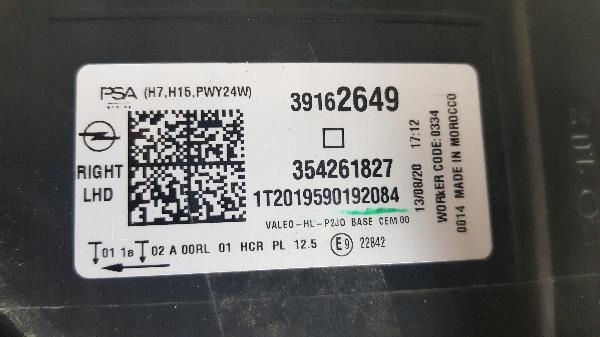 PSA (H7,H15,PWY24W)
GROUPE
39162649
RIGHT
LHD
354261827
1T2019590192084
VALEO-HL-P2JO BASE CEM 00
01 1a 02 A 00RL 01 HCR PL 12.5 E9 22842
13/08/20 17:12
WORKER CODE:0334
0014 MADE IN MOROCCO